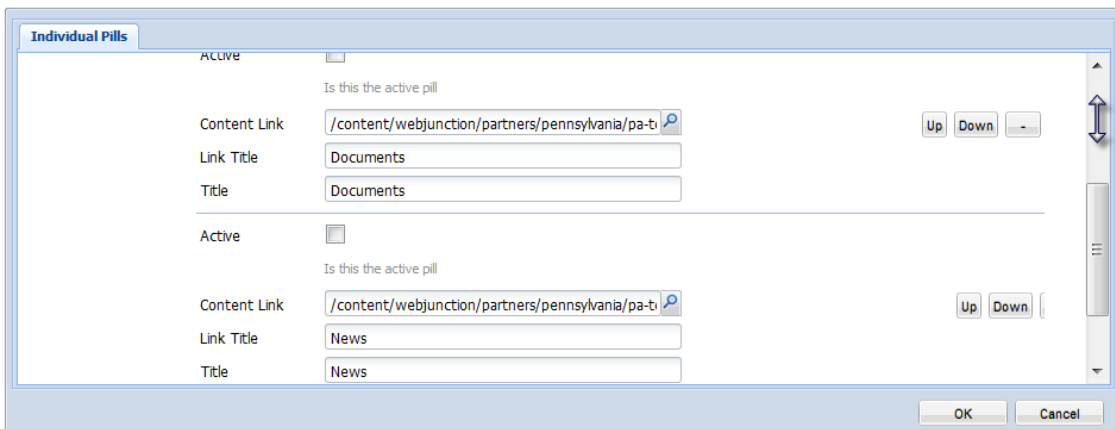 Individual Pills
Active
Is this the active pill
Content Link /content/webjunction/partners/pennsylvania/pa-t Up Down -
Link Title Documents
Title Documents
Active
Is this the active pill
Content Link /content/webjunction/partners/pennsylvania/pa-t Up Down
Link Title News
Title News
OK Cancel